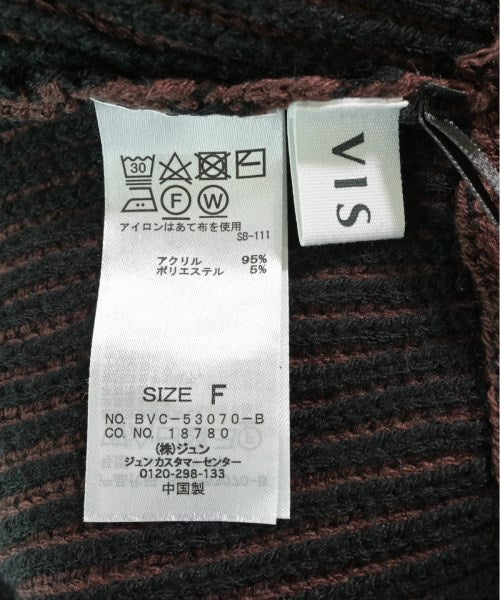 30
F W
アイロンはあて布を使用
SB-111
アクリル 95%
ポリエステル 5%
SIZE F
NO. BVC-53070-B
CO. NO. 18780
(株)ジュン
ジュンカスタマーセンター
0120-298-133
中国製
VIS